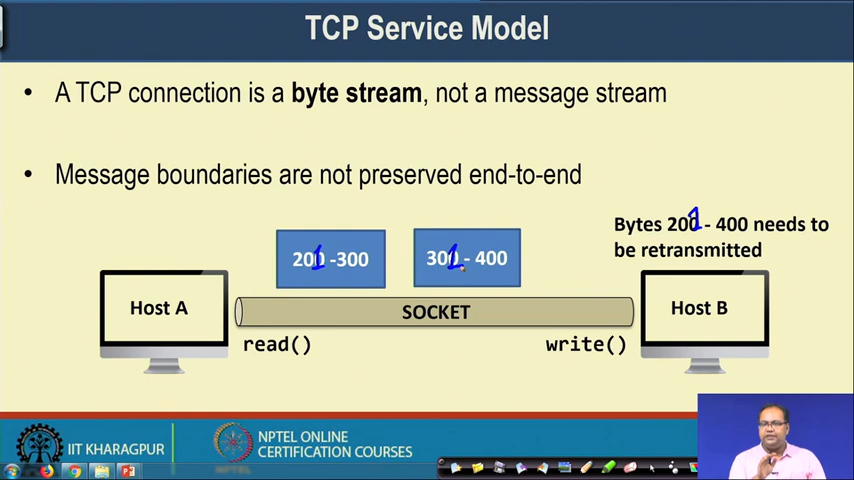 TCP Service Model
• A TCP connection is a byte stream, not a message stream
• Message boundaries are not preserved end-to-end
Bytes 201 - 400 needs to
be retransmitted
201 -300
301 - 400
Host A
SOCKET
Host B
read()
write()
IIT KHARAGPUR
NPTEL ONLINE
CERTIFICATION COURSES
NPTEL